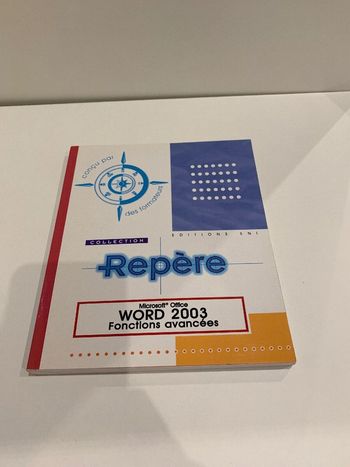 conçu par
des formateurs
EDITIONS ENI
COLLECTION
Repère
Microsoft® Office
WORD 2003
Fonctions avancées